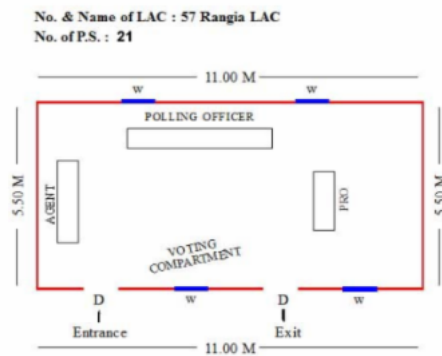 No. & Name of LAC : 57 Rangia LAC
No. of P.S. : 21
11.00 M
W W
POLLING OFFICER
5.50 M
AGENT
PRO
5.50 M
VOTING
COMPARTMENT
D W D W
Entrance Exit
11.00 M